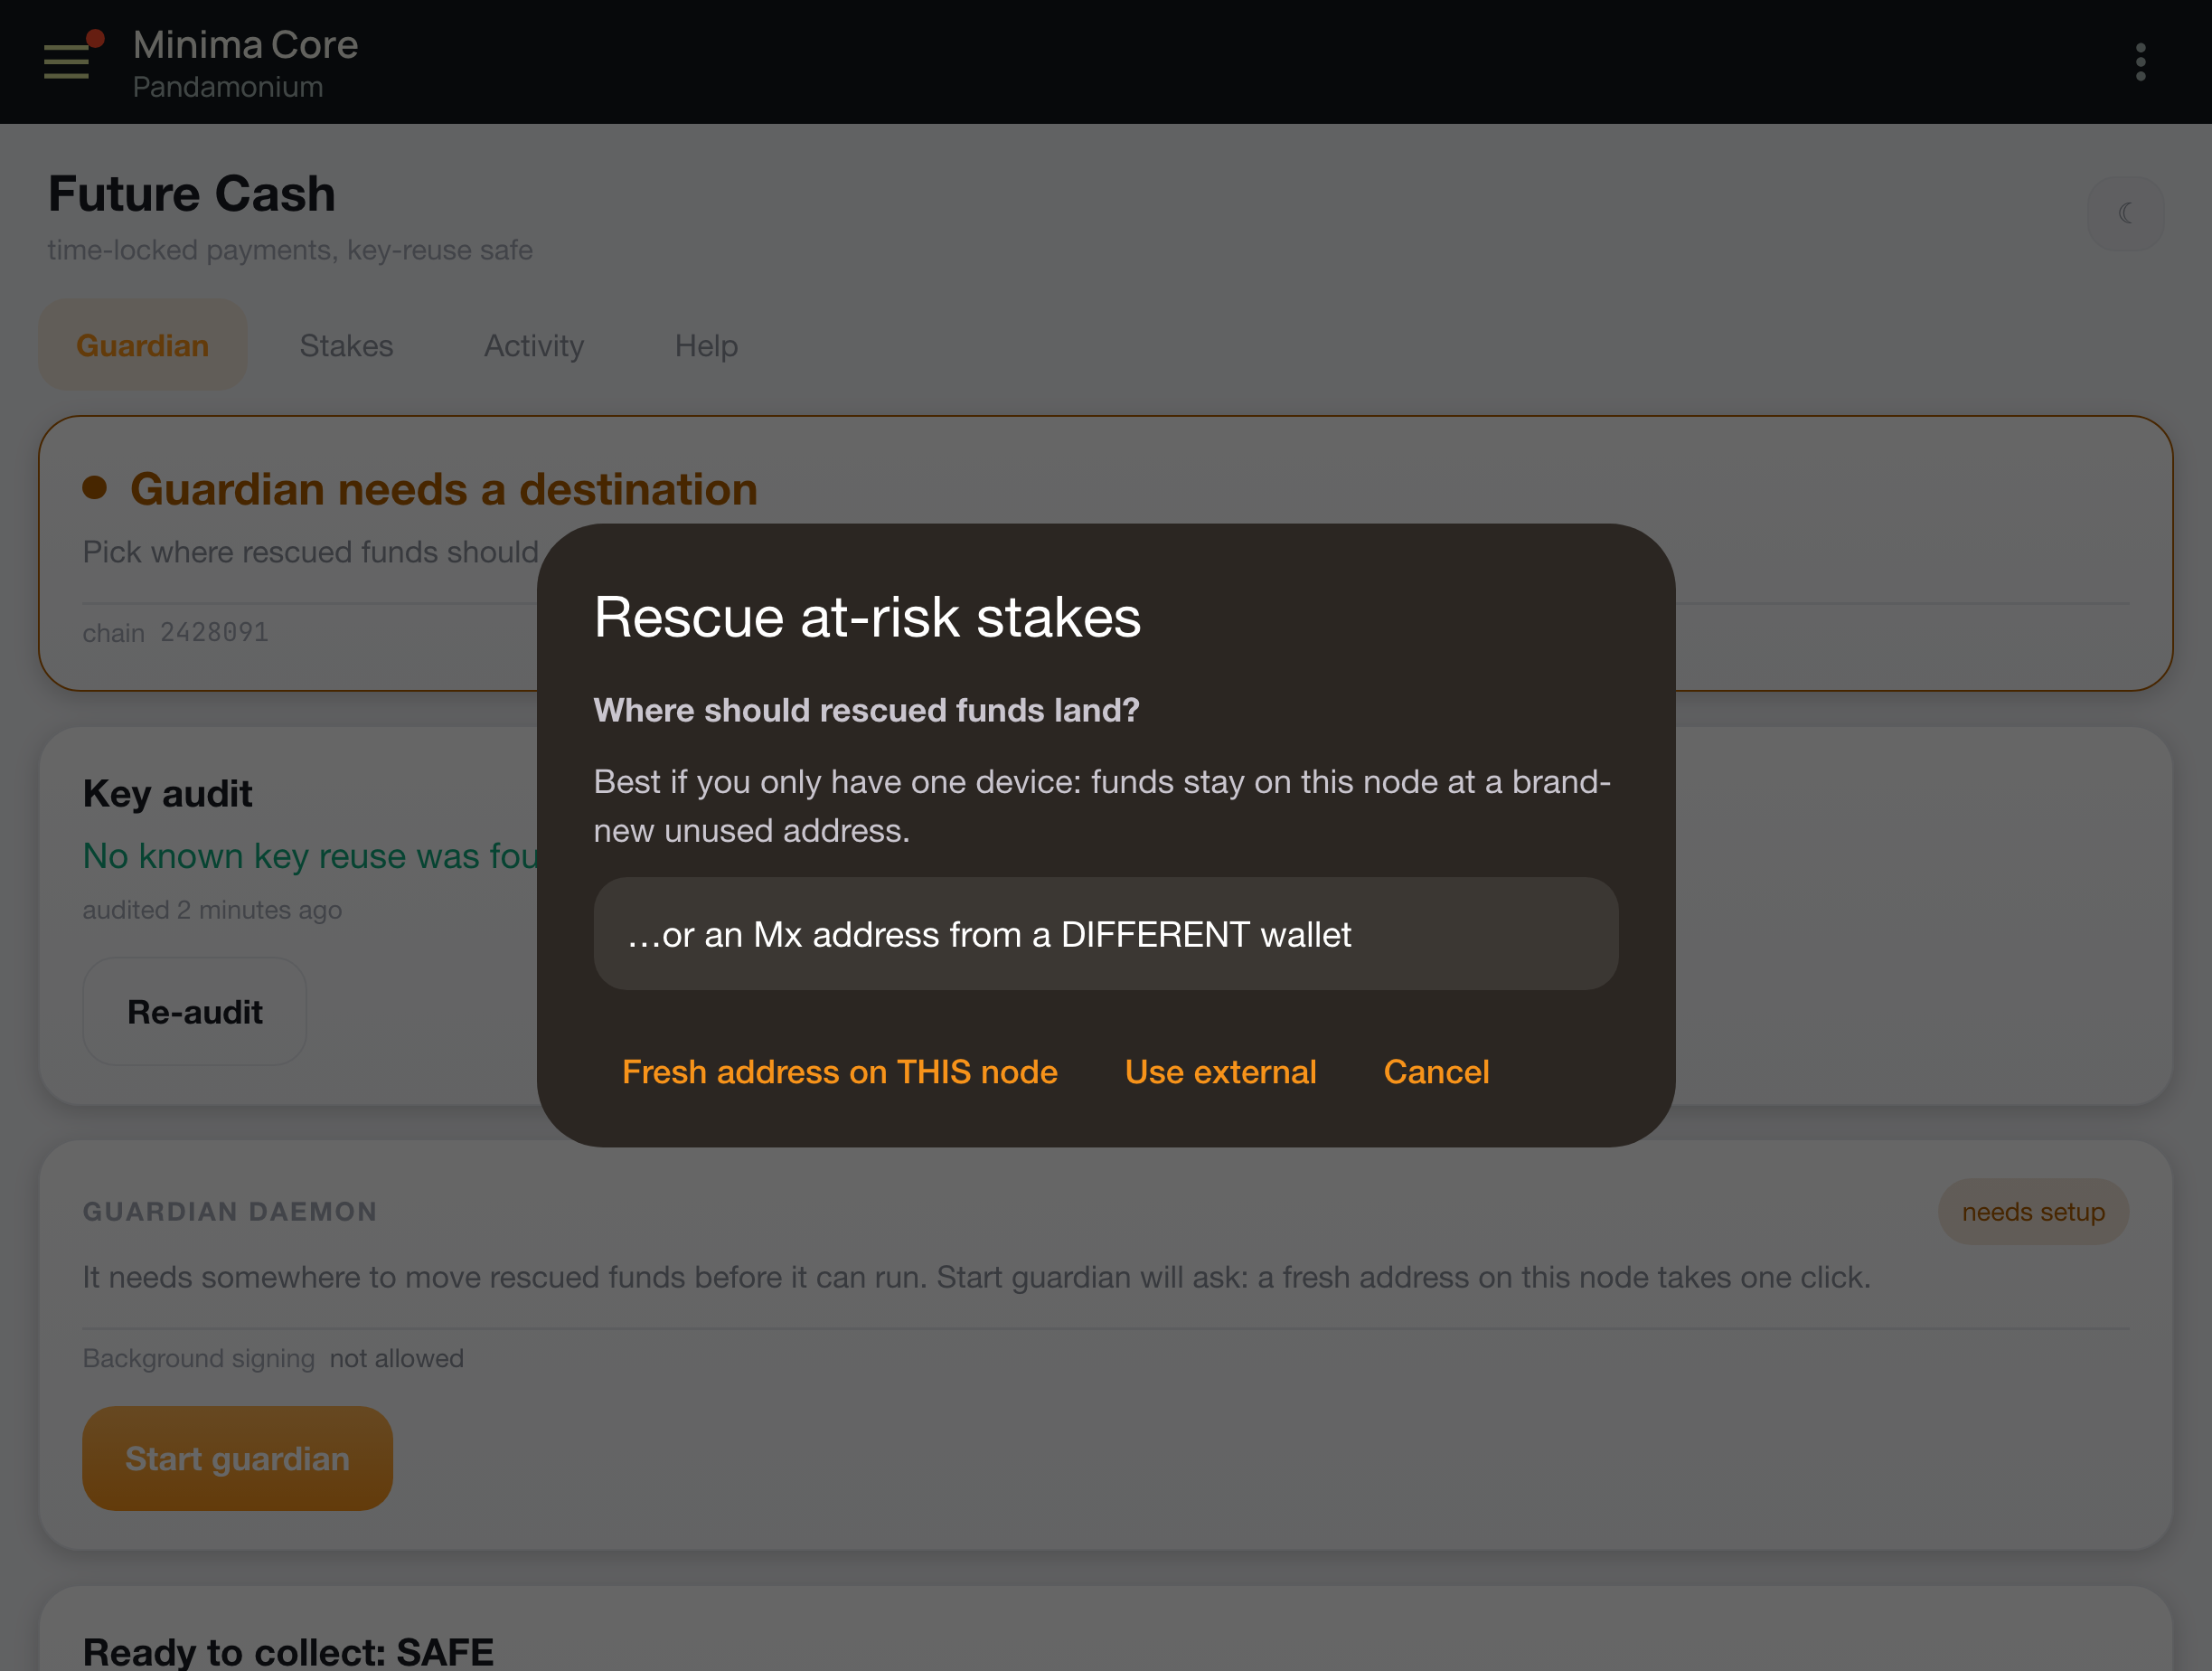 Minima Core
Pandamonium
Future Cash
time-locked payments, key-reuse safe
Guardian
Stakes
Activity
Help
Guardian needs a destination
Pick where rescued funds should
chain 2428091
Key audit
No known key reuse was fou
audited 2 minutes ago
Re-audit
Rescue at-risk stakes
Where should rescued funds land?
Best if you only have one device: funds stay on this node at a brand-
new unused address.
...or an Mx address from a DIFFERENT wallet
Fresh address on THIS node
Use external
Cancel
GUARDIAN DAEMON
needs setup
It needs somewhere to move rescued funds before it can run. Start guardian will ask: a fresh address on this node takes one click.
Background signing not allowed
Start guardian
Ready to collect: SAFE